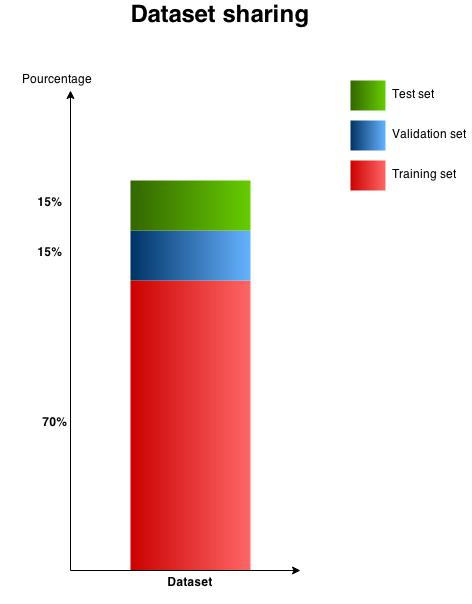 Dataset sharing
Pourcentage
Test set
Validation set
Training set
15%
15%
70%
Dataset